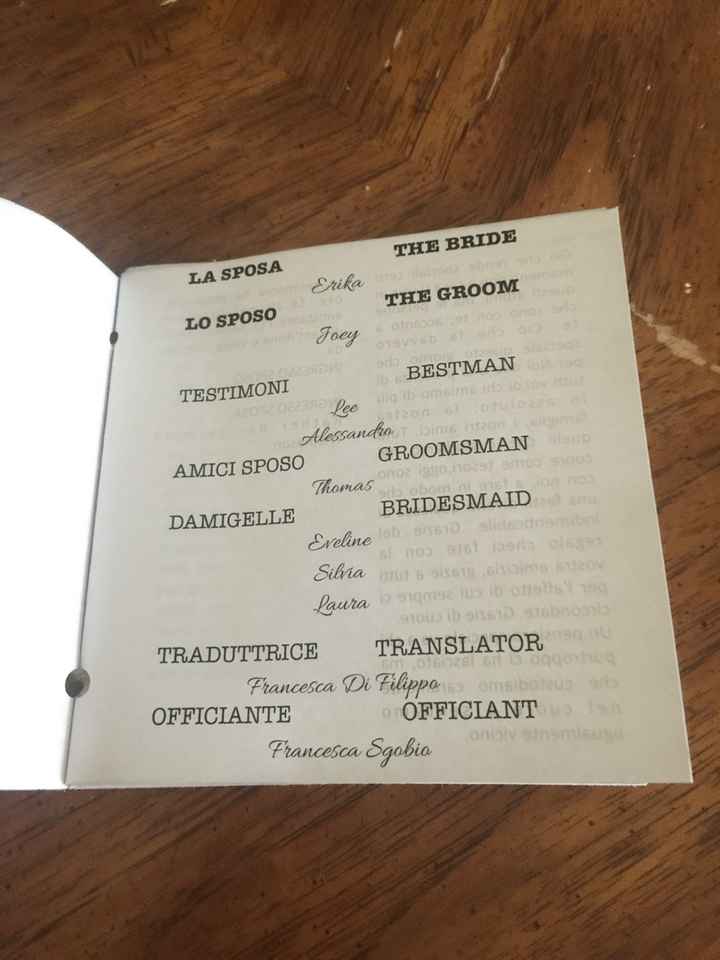 LA SPOSA THE BRIDE
Erika
LO SPOSO THE GROOM
Joey
TESTIMONI BESTMAN
Lee
Alessandro
AMICI SPOSO GROOMSMAN
Thomas
DAMIGELLE BRIDESMAID
Eveline
Silvia
Laura
TRADUTTRICE TRANSLATOR
Francesca Di Filippo
OFFICIANTE OFFICIANT
Francesca Sgobio